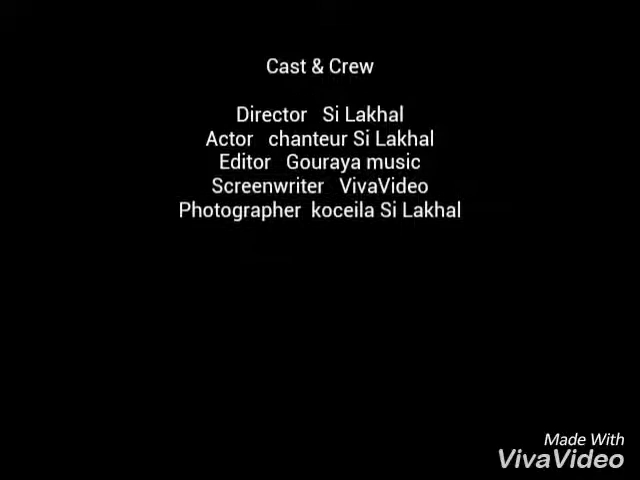 Cast & Crew
Director Si Lakhal
Actor chanteur Si Lakhal
Editor Gouraya music
Screenwriter VivaVideo
Photographer koceila Si Lakhal
Made With
VivaVideo